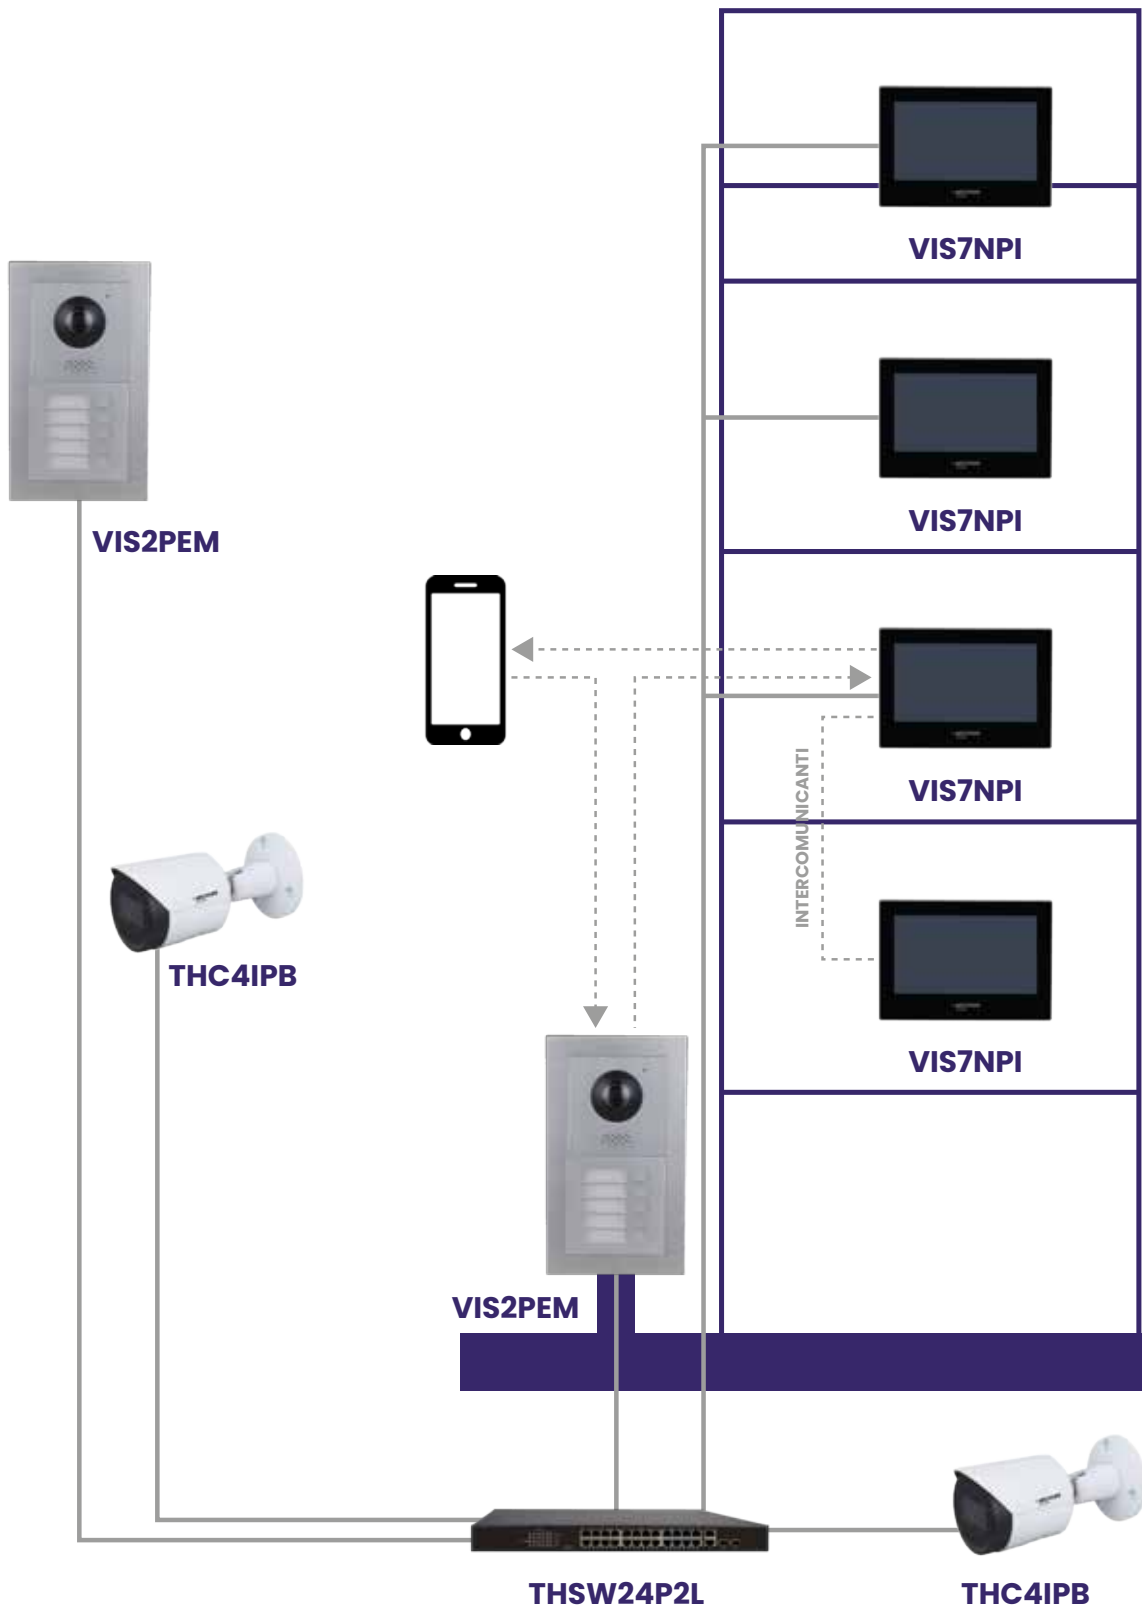 VIS7NPI
VIS2PEM
VIS7NPI
VIS7NPI
INTERCOMUNICANTI
THC4IPB
VIS7NPI
VIS2PEM
THSW24P2L
THC4IPB